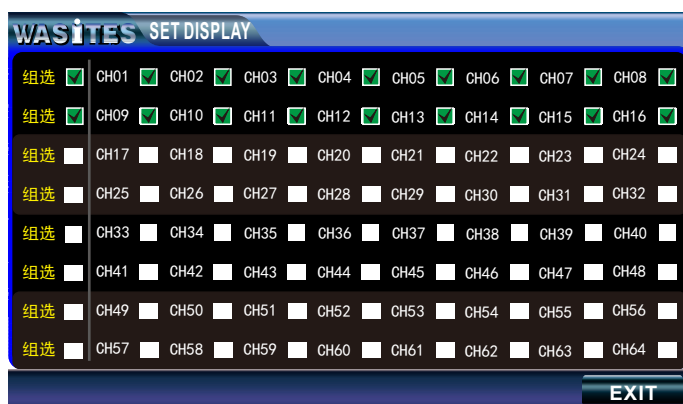 WASiTES SET DISPLAY
组选 CH01 CH02 CH03 CH04 CH05 CH06 CH07 CH08
组选 CH09 CH10 CH11 CH12 CH13 CH14 CH15 CH16
组选 CH17 CH18 CH19 CH20 CH21 CH22 CH23 CH24
组选 CH25 CH26 CH27 CH28 CH29 CH30 CH31 CH32
组选 CH33 CH34 CH35 CH36 CH37 CH38 CH39 CH40
组选 CH41 CH42 CH43 CH44 CH45 CH46 CH47 CH48
组选 CH49 CH50 CH51 CH52 CH53 CH54 CH55 CH56
组选 CH57 CH58 CH59 CH60 CH61 CH62 CH63 CH64
EXIT